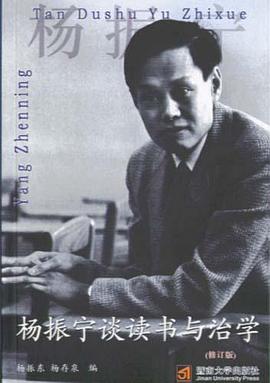 杨振宁
Tan Dushu Yu Zhixue
Yang Zhenning
杨振宁谈读书与治学
(修订版)
杨振东 杨存泉 编
暨南大学出版社
Jinan University Press